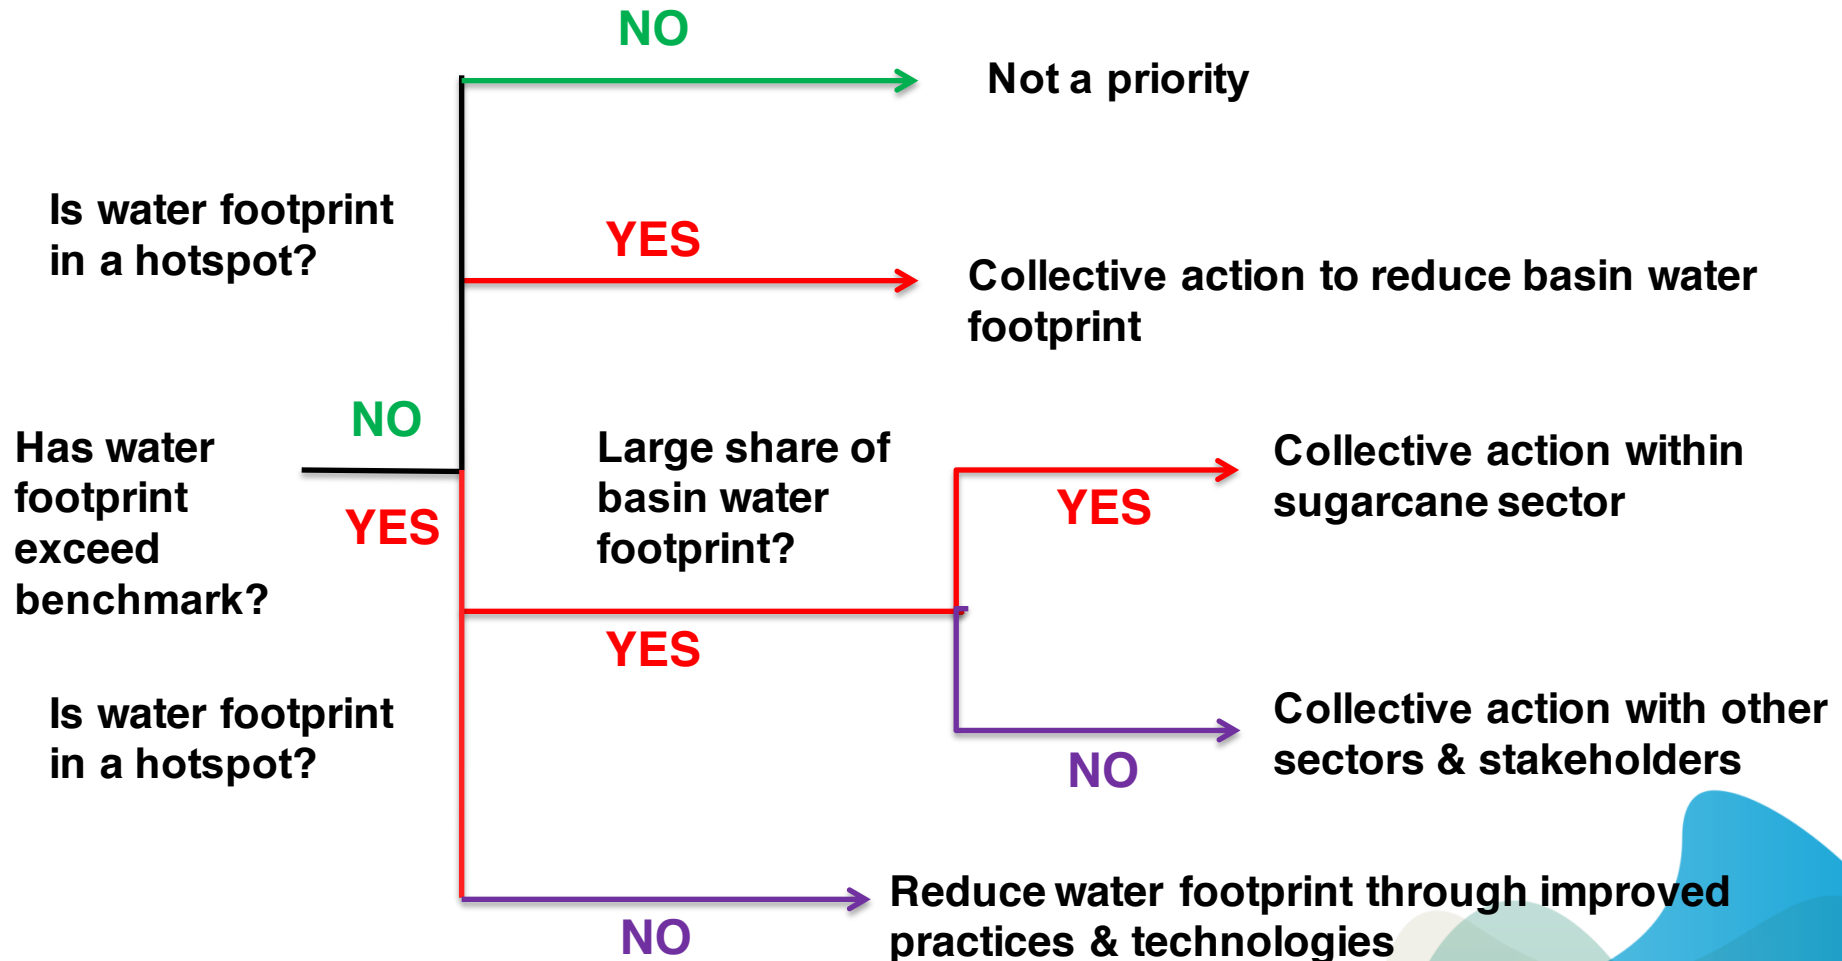 NO
Not a priority
Is water footprint
in a hotspot?
YES
Collective action to reduce basin water
footprint
Has water
footprint
exceed
benchmark?
NO
YES
Large share of
basin water
footprint?
YES
Collective action within
sugarcane sector
YES
Is water footprint
in a hotspot?
NO
Collective action with other
sectors & stakeholders
NO
Reduce water footprint through improved
practices & technologies